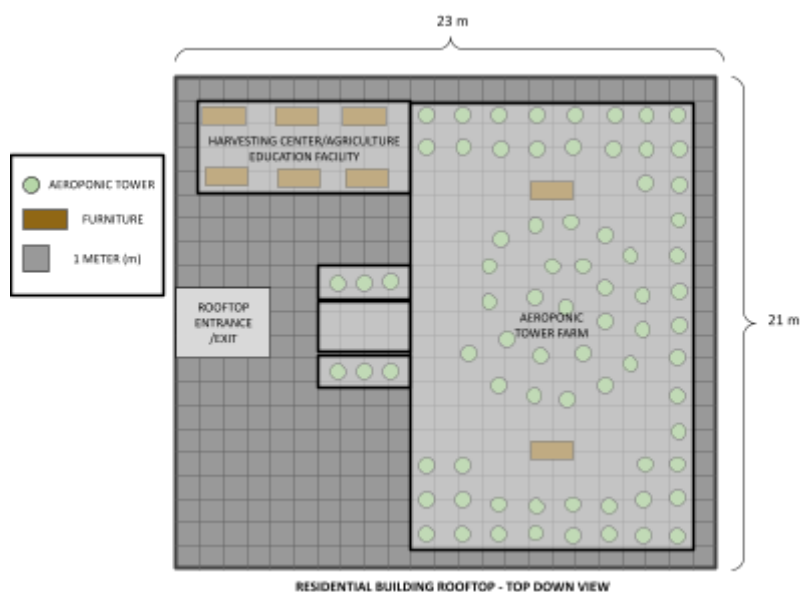 23 m
HARVESTING CENTER/AGRICULTURE
EDUCATION FACILITY
AEROPONIC TOWER
FURNITURE
1 METER (m)
ROOFTOP
ENTRANCE
/EXIT
AEROPONIC
TOWER FARM
21 m
RESIDENTIAL BUILDING ROOFTOP - TOP DOWN VIEW